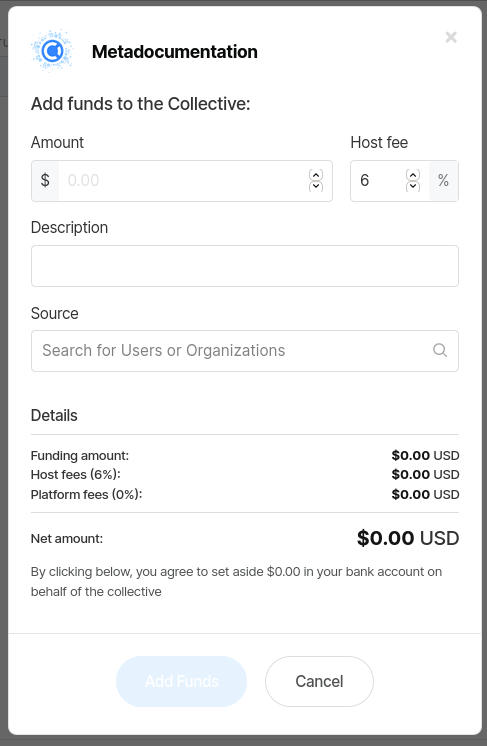 Metadocumentation
×
Add funds to the Collective:
Amount
Host fee
$ 0.00
6 %
Description
Source
Search for Users or Organizations
Details
Funding amount: $0.00 USD
Host fees (6%): $0.00 USD
Platform fees (0%): $0.00 USD
Net amount: $0.00 USD
By clicking below, you agree to set aside $0.00 in your bank account on
behalf of the collective
Add Funds
Cancel